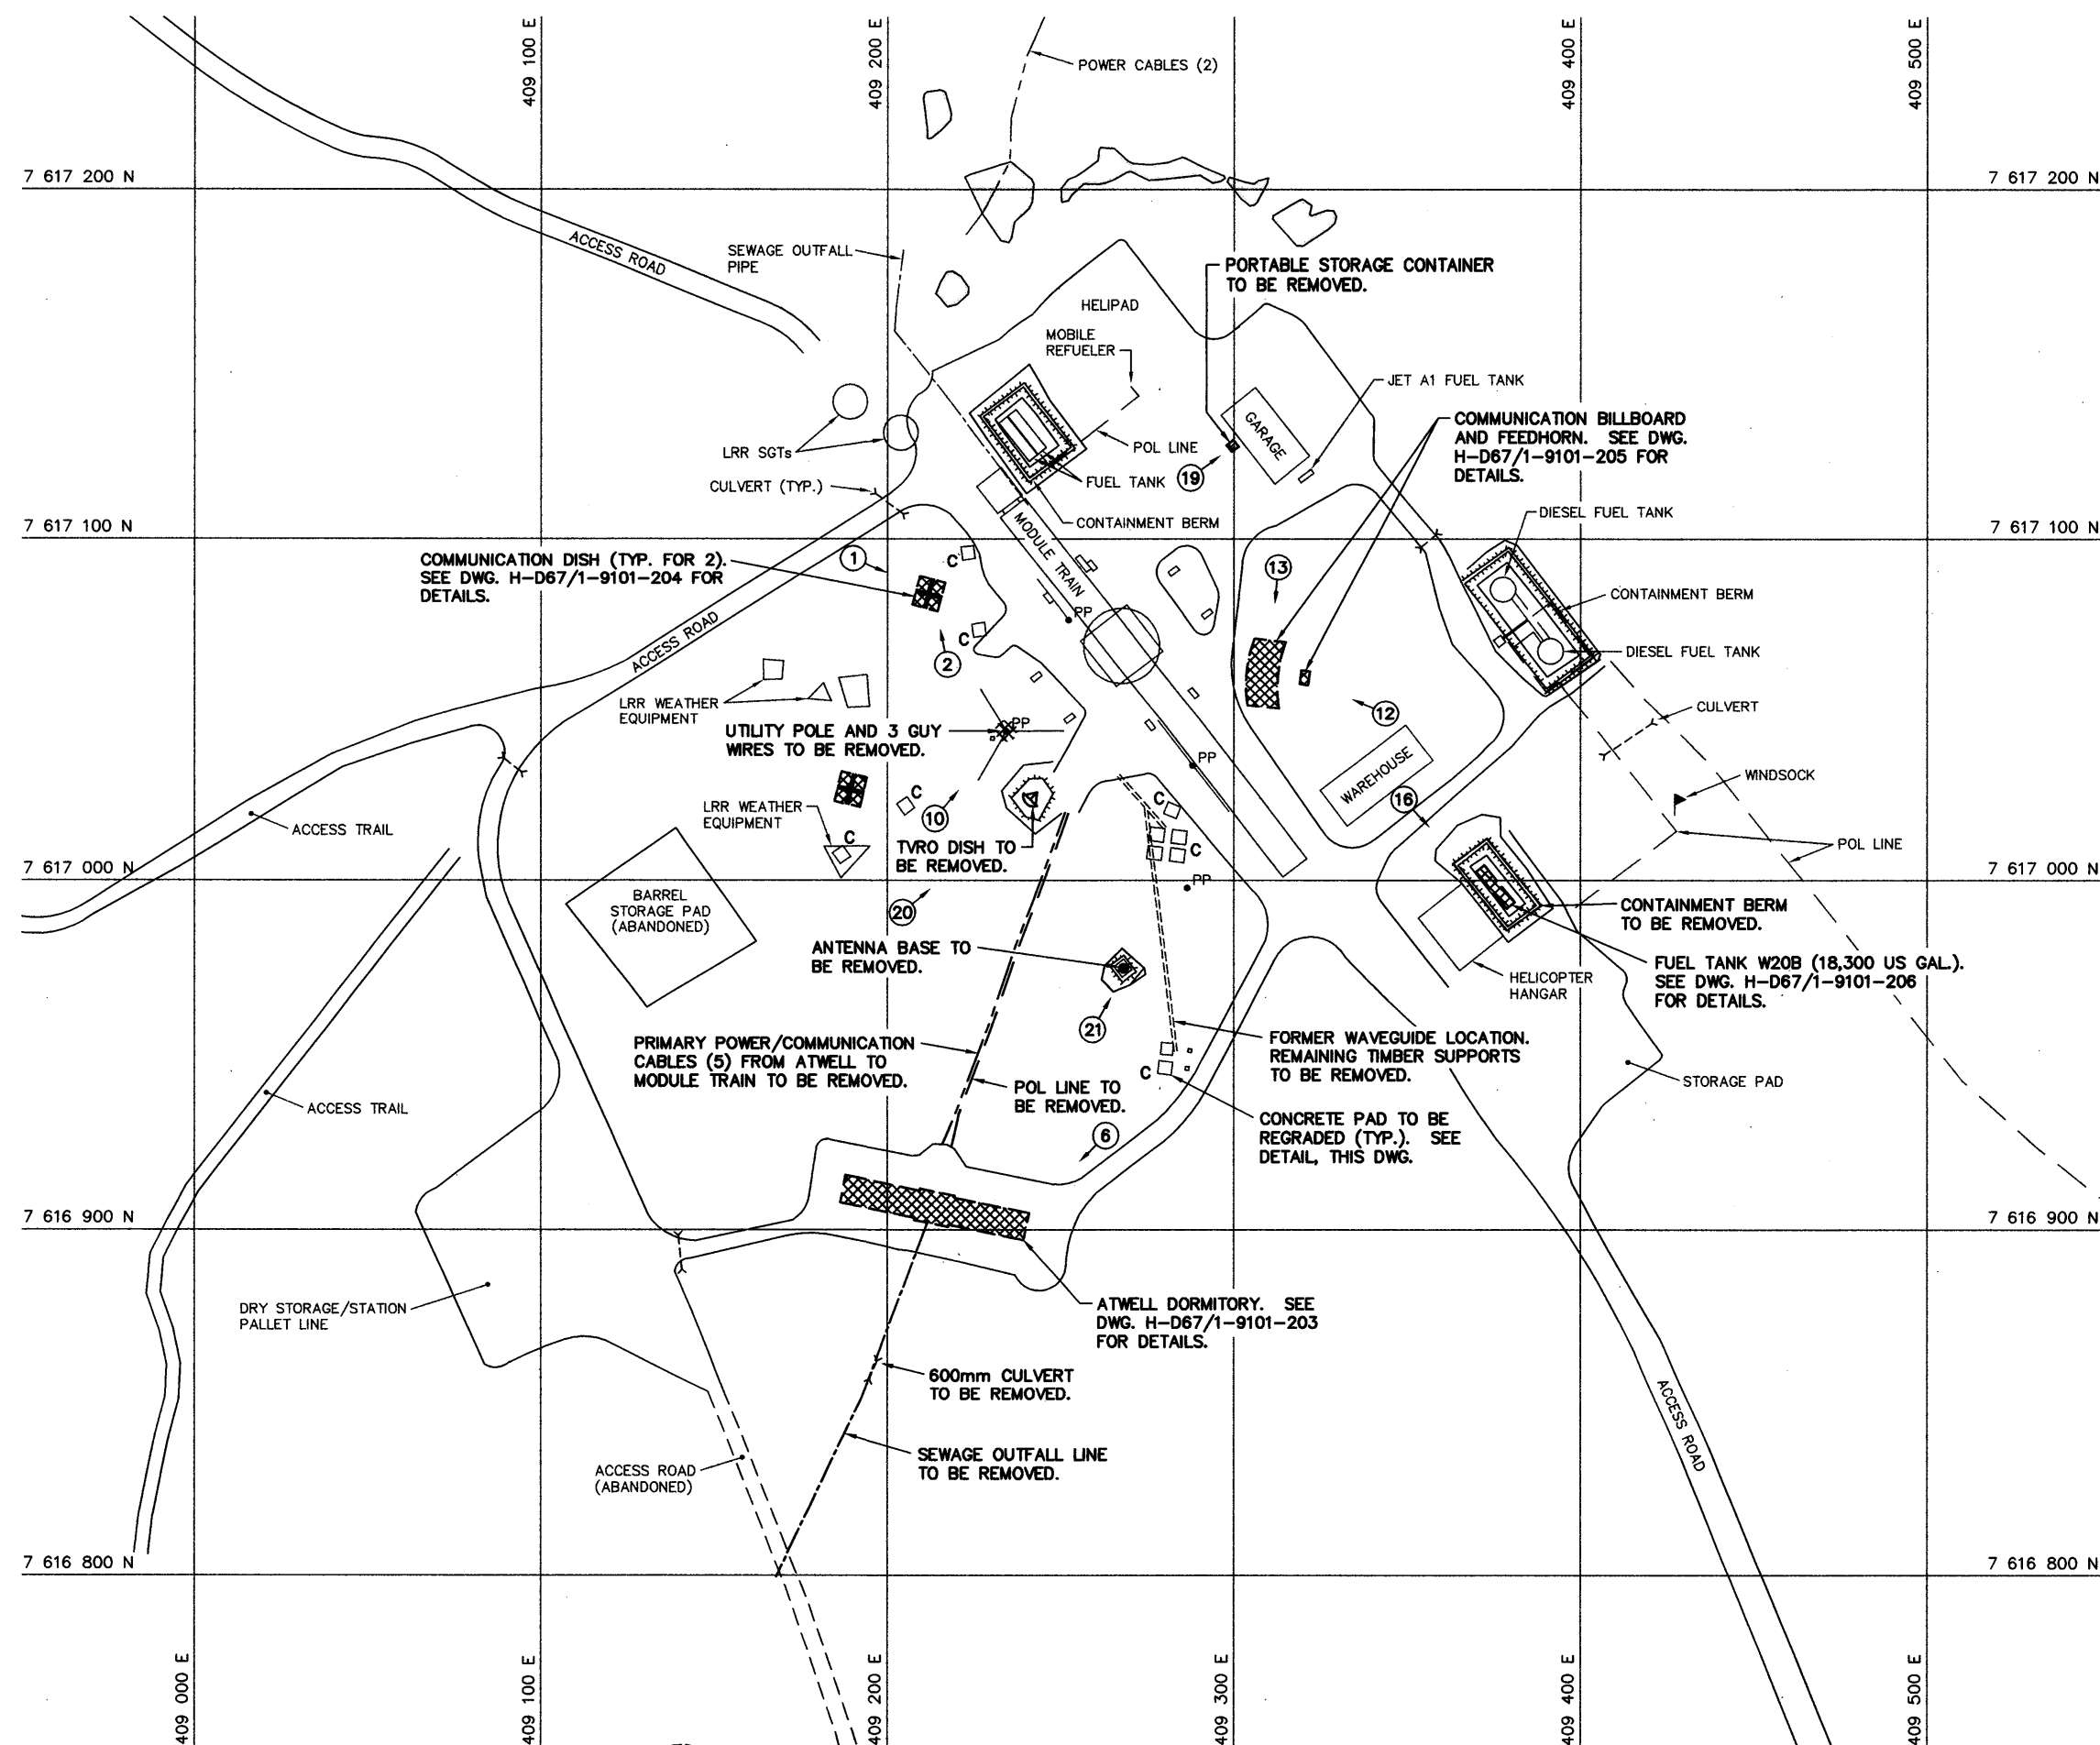 409 100 E
409 200 E
409 400 E
409 500 E
POWER CABLES (2)
7 617 200 N
7 617 200 N
ACCESS ROAD
SEWAGE OUTFALL
PIPE
PORTABLE STORAGE CONTAINER
TO BE REMOVED.
HELIPAD
MOBILE
REFUELER
JET A1 FUEL TANK
COMMUNICATION BILLBOARD
AND FEEDHORN. SEE DWG.
H-D67/1-9101-205 FOR
DETAILS.
GARAGE
LRR SGTs
POL LINE
CULVERT (TYP.)
FUEL TANK
19
DIESEL FUEL TANK
7 617 100 N
CONTAINMENT BERM
7 617 100 N
MODULE TRAIN
COMMUNICATION DISH (TYP. FOR 2).
SEE DWG. H-D67/1-9101-204 FOR
DETAILS.
1
C
13
CONTAINMENT BERM
PP
ACCESS ROAD
C
2
DIESEL FUEL TANK
LRR WEATHER
EQUIPMENT
CULVERT
12
UTILITY POLE AND 3 GUY
WIRES TO BE REMOVED.
PP
PP
WAREHOUSE
WINDSOCK
LRR WEATHER
EQUIPMENT
C
C
10
16
ACCESS TRAIL
C
TVRO DISH TO
BE REMOVED.
C
POL LINE
7 617 000 N
7 617 000 N
PP
BARREL
STORAGE PAD
(ABANDONED)
20
CONTAINMENT BERM
TO BE REMOVED.
ANTENNA BASE TO
BE REMOVED.
FUEL TANK W20B (18,300 US GAL.).
SEE DWG. H-D67/1-9101-206
FOR DETAILS.
HELICOPTER
HANGAR
21
PRIMARY POWER/COMMUNICATION
CABLES (5) FROM ATWELL TO
MODULE TRAIN TO BE REMOVED.
FORMER WAVEGUIDE LOCATION.
REMAINING TIMBER SUPPORTS
TO BE REMOVED.
C
STORAGE PAD
POL LINE TO
BE REMOVED.
ACCESS TRAIL
CONCRETE PAD TO BE
REGRADED (TYP.). SEE
DETAIL, THIS DWG.
6
7 616 900 N
7 616 900 N
DRY STORAGE/STATION
PALLET LINE
ATWELL DORMITORY. SEE
DWG. H-D67/1-9101-203
FOR DETAILS.
600mm CULVERT
TO BE REMOVED.
ACCESS ROAD
SEWAGE OUTFALL LINE
TO BE REMOVED.
ACCESS ROAD
(ABANDONED)
7 616 800 N
7 616 800 N
409 000 E
409 100 E
409 200 E
409 300 E
409 400 E
409 500 E